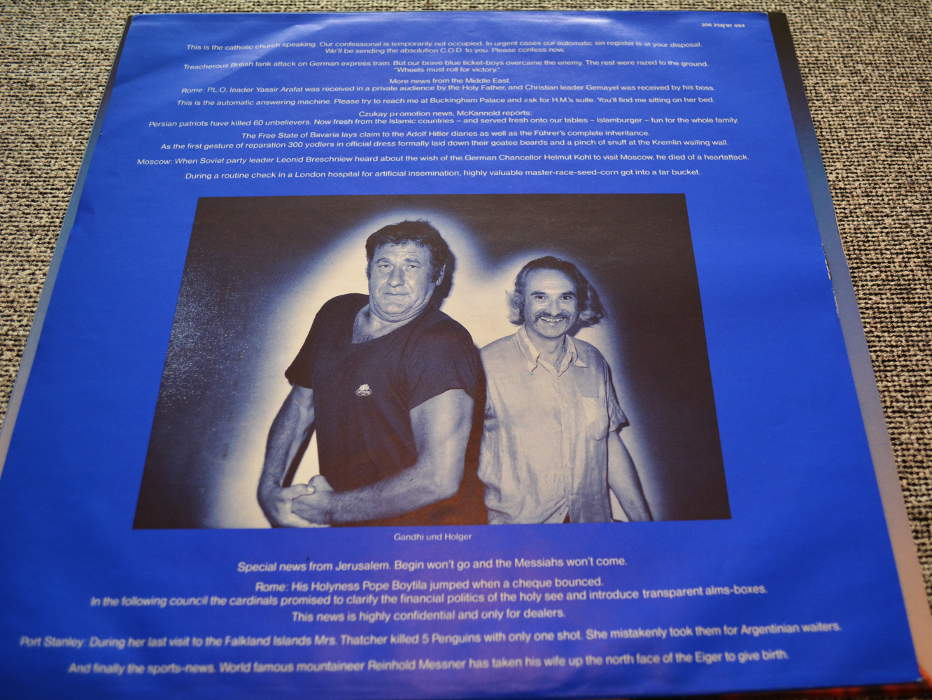 This is the catholic church speaking. Our confessional is temporarily not occupied. In urgent cases our automatic sin register is at your disposal.
We'll be sending the absolution C.O.D. to you. Please confess now.
Treacherous British tank attack on German express train. But our brave blue ticket-boys overcame the enemy. The rest were razed to the ground.
"Wheels must roll for victory."
More news from the Middle East.
Rome: P.L.O. leader Yassir Arafat was received in a private audience by the Holy Father, and Christian leader Gemayel was received by his boss.
This is the automatic answering machine. Please try to reach me at Buckingham Palace and ask for H.M.'s suite. You'll find me sitting on her bed.
Czukay promotion news, McKannold reports:
Persian patriots have killed 60 unbelievers. Now fresh from the Islamic countries – and served fresh onto our tables – Islamburger – fun for the whole family.
The Free State of Bavaria lays claim to the Adolf Hitler diaries as well as the Führer's complete inheritance.
As the first gesture of reparation 300 yodlers in official dress formally laid down their goatee beards and a pinch of snuff at the Kremlin wailing wall.
Moscow: When Soviet party leader Leonid Breschniew heard about the wish of the German Chancellor Helmut Kohl to visit Moscow, he died of a heartattack.
During a routine check in a London hospital for artificial insemination, highly valuable master-race-seed-corn got into a tar bucket.
Gandhi und Holger
Special news from Jerusalem. Begin won't go and the Messiahs won't come.
Rome: His Holyness Pope Boytila jumped when a cheque bounced.
In the following council the cardinals promised to clarify the financial politics of the holy see and introduce transparent alms-boxes.
This news is highly confidential and only for dealers.
Port Stanley: During her last visit to the Falkland Islands Mrs. Thatcher killed 5 Penguins with only one shot. She mistakenly took them for Argentinian waiters.
And finally the sports-news. World famous mountaineer Reinhold Messner has taken his wife up the north face of the Eiger to give birth.